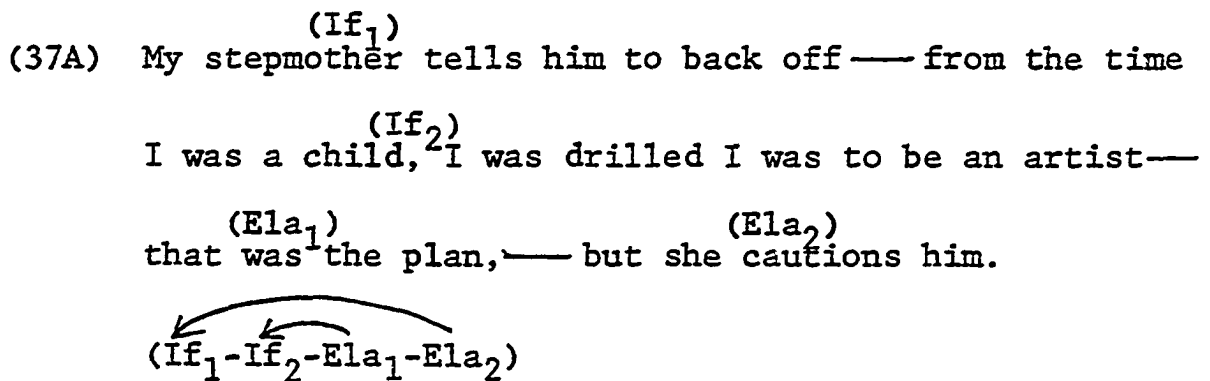 (If₁)
(37A) My stepmother tells him to back off — from the time
(If₂)
I was a child, I was drilled I was to be an artist—
(Ela₁) (Ela₂)
that was the plan,— but she cautions him.
(If₁-If₂-Ela₁-Ela₂)